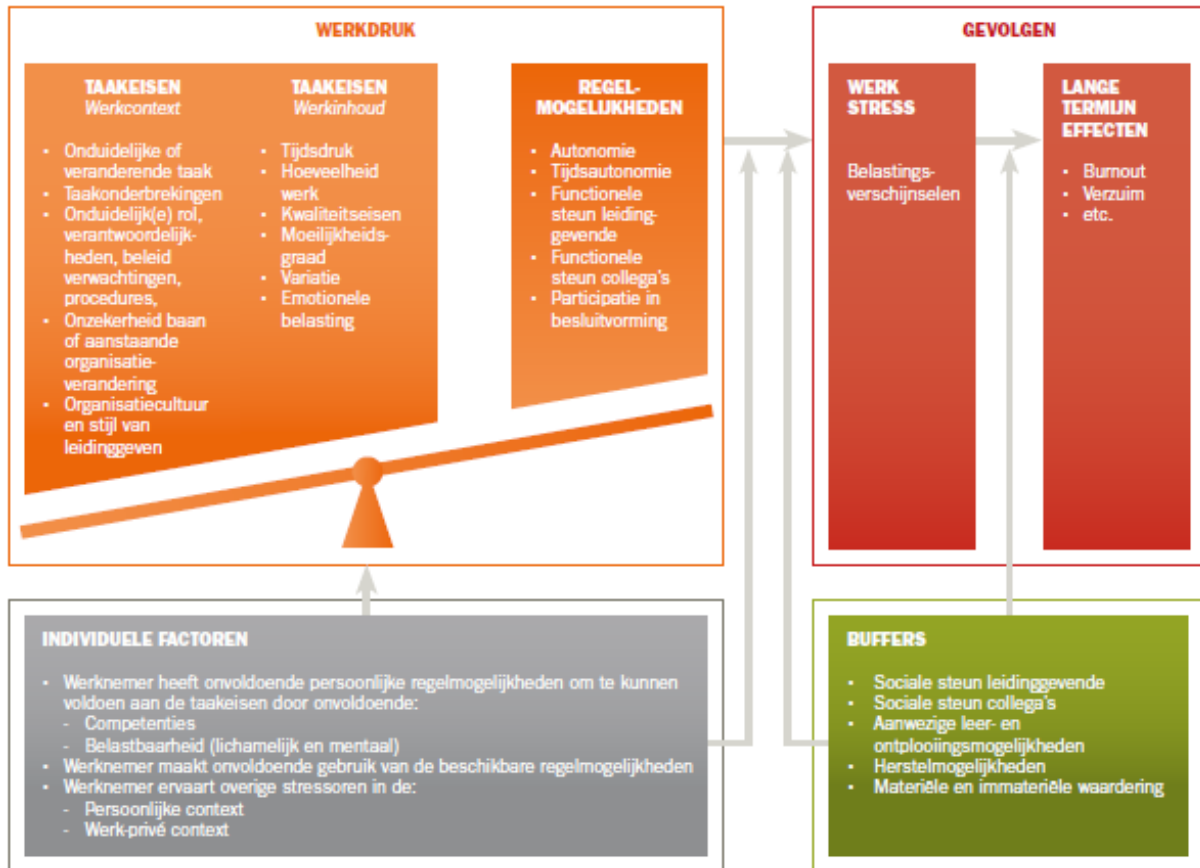 WERKDRUK
TAAKEISEN
Werkcontext
• Onduidelijke of
veranderende taak
• Taakonderbrekingen
• Onduidelijk(e) rol,
verantwoordelijk-
heden, beleid
verwachtingen,
procedures,
• Onzekerheid baan
of aanstaande
organisatie-
verandering
• Organisatiecultuur
en stijl van
leidinggeven
TAAKEISEN
Werkinhoud
• Tijdsdruk
• Hoeveelheid
werk
• Kwaliteitseisen
• Moeilijkheids-
graad
• Variatie
• Emotionele
belasting
REGEL-
MOGELIJKHEDEN
• Autonomie
• Tijdsautonomie
• Functionele
steun leiding-
gevende
• Functionele
steun collega's
• Participatie in
besluitvorming
GEVOLGEN
WERK
STRESS
Belastings-
verschijnselen
LANGE
TERMIJN
EFFECTEN
• Burnout
• Verzuim
• etc.
INDIVIDUELE FACTOREN
• Werknemer heeft onvoldoende persoonlijke regelmogelijkheden om te kunnen
voldoen aan de taakeisen door onvoldoende:
- Competenties
- Belastbaarheid (lichamelijk en mentaal)
• Werknemer maakt onvoldoende gebruik van de beschikbare regelmogelijkheden
• Werknemer ervaart overige stressoren in de:
- Persoonlijke context
- Werk-privé context
BUFFERS
• Sociale steun leidinggevende
• Sociale steun collega's
• Aanwezige leer- en
ontplooiingsmogelijkheden
• Herstelmogelijkheden
• Materiële en immateriële waardering